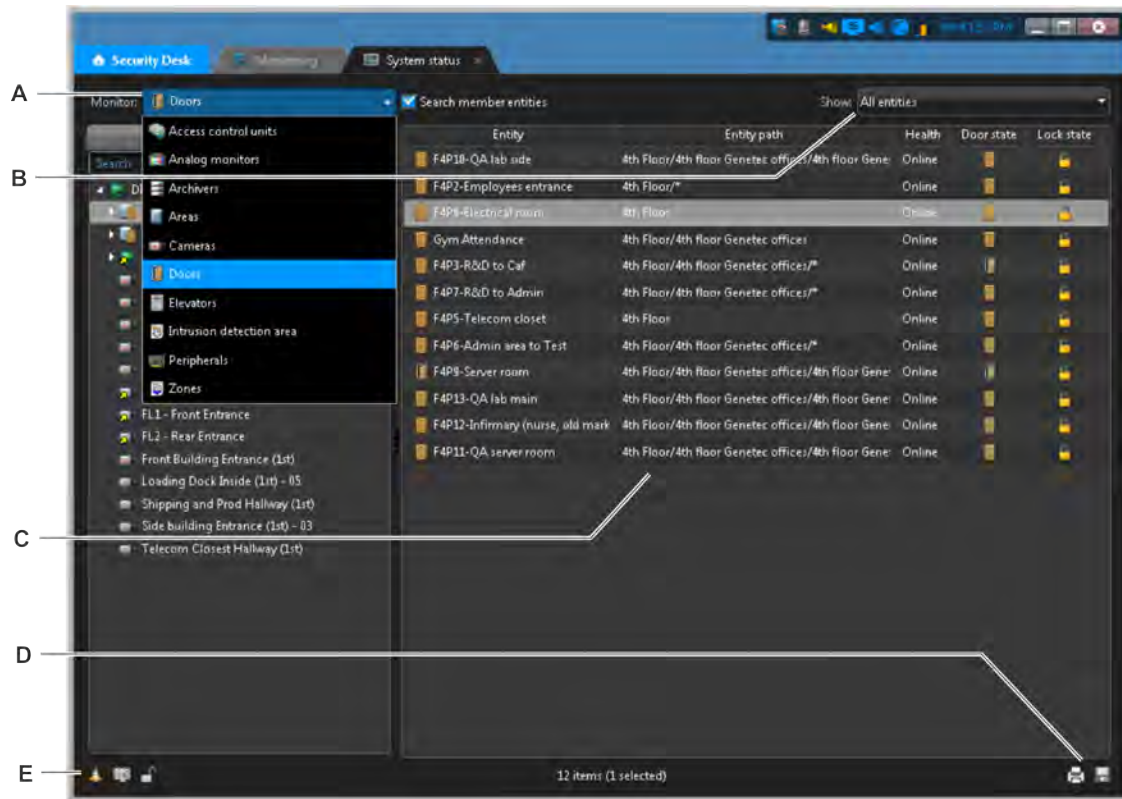 Security Desk Monitoring System status
A
Monitor: Doors Search member entities Show: All entities
Access control units
Analog monitors
Archivers
Areas
Cameras
Doors
Elevators
Intrusion detection area
Peripherals
Zones
Search
B
FL1 - Front Entrance
FL2 - Rear Entrance
Front Building Entrance (1st)
Loading Dock Inside (1st) - 05
Shipping and Prod Hallway (1st)
Side building Entrance (1st) - 03
Telecom Closest Hallway (1st)
Entity Entity path Health Door state Lock state
F4P18-QA lab side 4th Floor/4th floor Genetec offices/4th floor Gene Online
F4P2-Employees entrance 4th Floor/* Online
F4P8-Electrical room 4th Floor Online
Gym Attendance 4th Floor/4th floor Genetec offices Online
F4P3-R&D to Caf 4th Floor/4th floor Genetec offices/* Online
F4P7-R&D to Admin 4th Floor/4th floor Genetec offices/* Online
F4P5-Telecom closet 4th Floor Online
F4P6-Admin area to Test 4th Floor/4th floor Genetec offices/* Online
F4P9-Server room 4th Floor/4th floor Genetec offices/4th floor Gene Online
F4P13-QA lab main 4th Floor/4th floor Genetec offices/4th floor Gene Online
F4P12-Infirmary (nurse, old mark 4th Floor/4th floor Genetec offices/4th floor Gene Online
F4P11-QA server room 4th Floor/4th floor Genetec offices/4th floor Gene Online
C
D
E
12 items (1 selected)